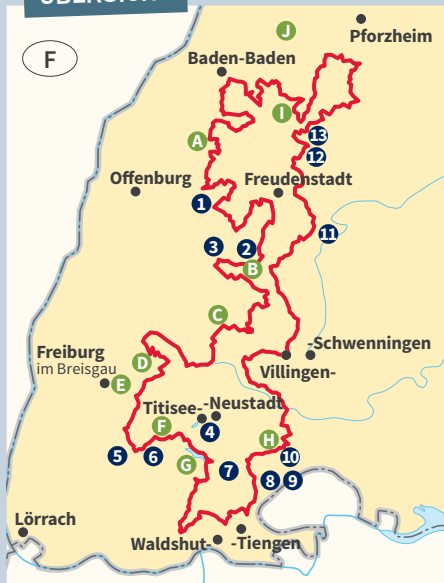 ÜBERSICH
J
Pforzheim
F
Baden-Baden
I
13
A
12
Offenburg
Freudenstadt
1
11
3
2
B
C
-Schwenningen
Freiburg
im Breisgau
D
Villingen-
E
Titisee-
-Neustadt
F
4
H
5
6
G
7
10
8
9
Lörrach
Waldshut-
-Tiengen